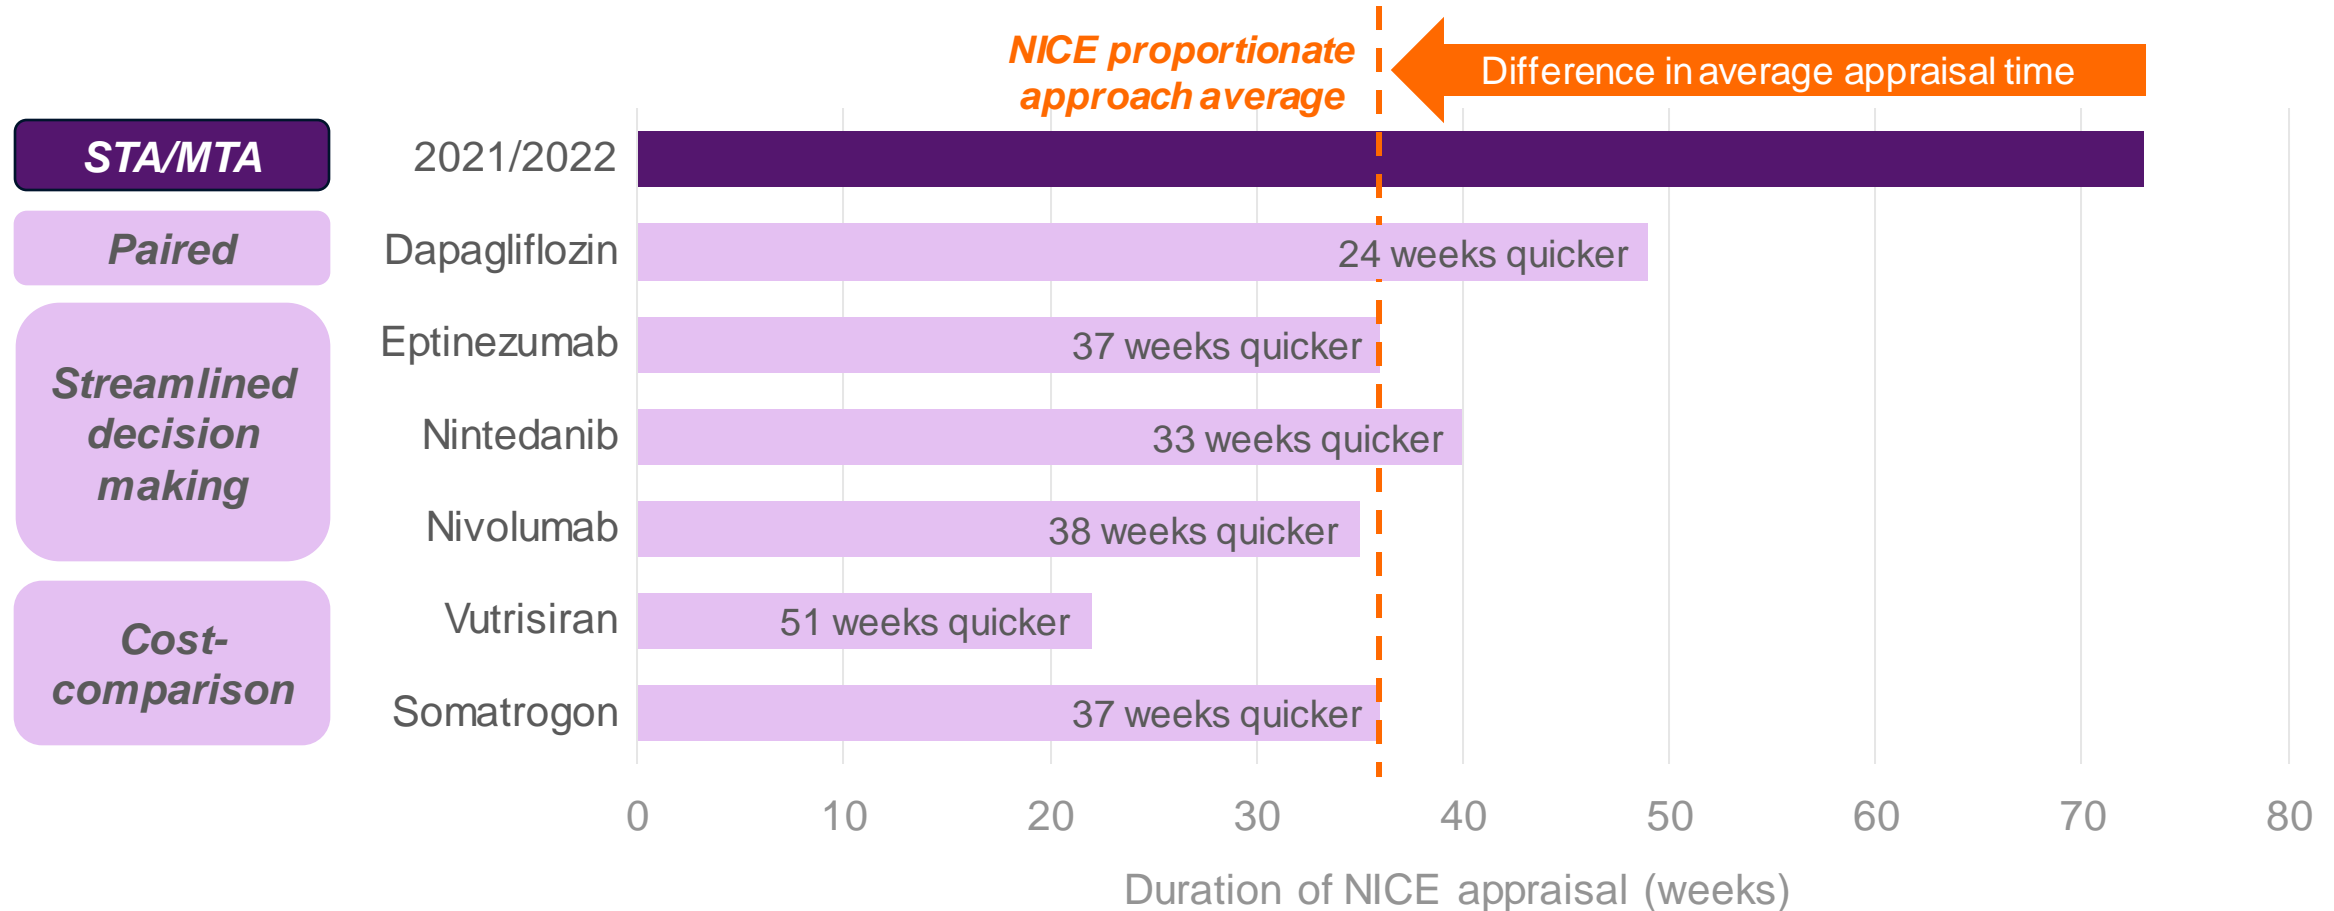 NICE proportionate
approach average
Difference in average appraisal time
STA/MTA
2021/2022
Paired
Dapagliflozin
24 weeks quicker
Streamlined
decision
making
Eptinezumab
37 weeks quicker
Nintedanib
33 weeks quicker
Nivolumab
38 weeks quicker
Cost-
comparison
Vutrisiran
51 weeks quicker
Somatrogon
37 weeks quicker
0 10 20 30 40 50 60 70 80
Duration of NICE appraisal (weeks)